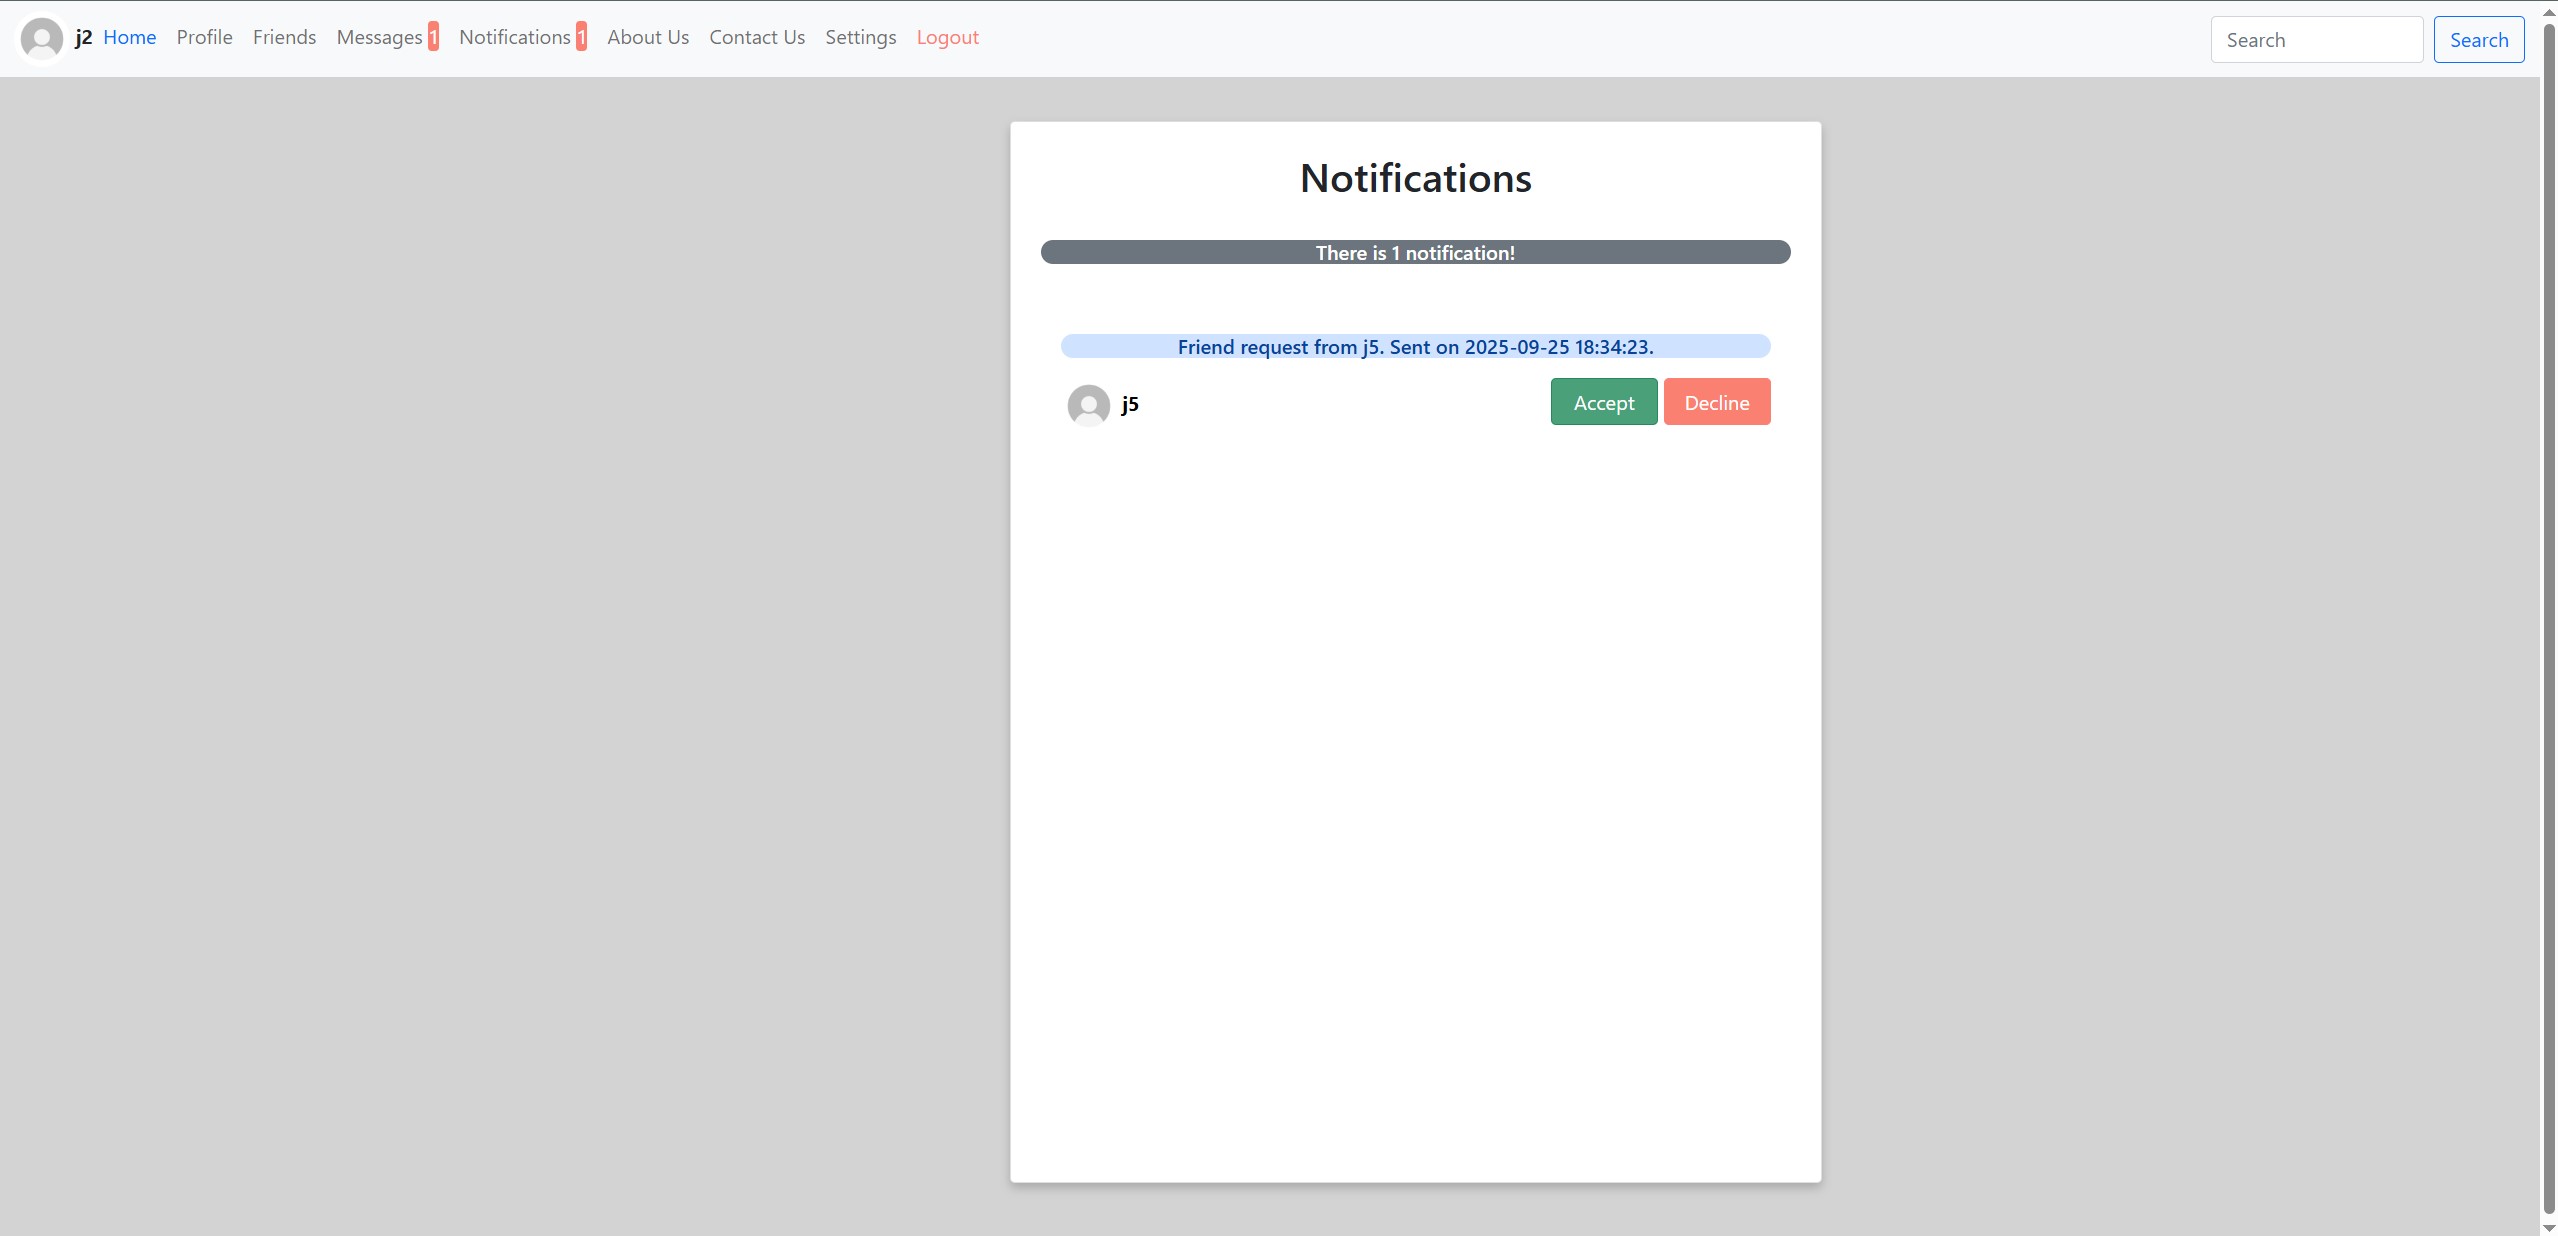 j2 Home Profile Friends Messages 1 Notifications 1 About Us Contact Us Settings Logout Search Search
Notifications
There is 1 notification!
Friend request from j5. Sent on 2025-09-25 18:34:23.
j5 Accept Decline